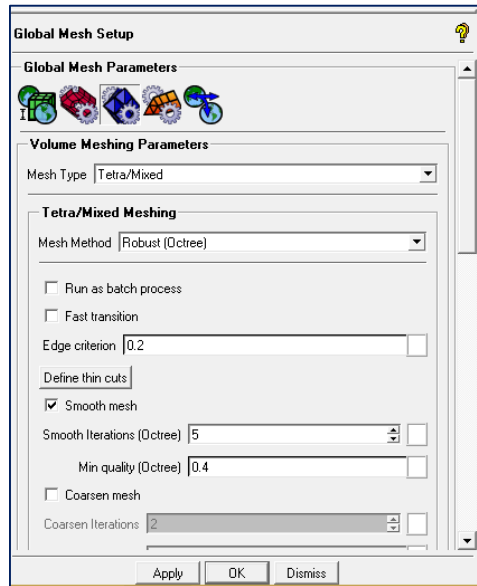 Global Mesh Setup
Global Mesh Parameters
Volume Meshing Parameters
Mesh Type Tetra/Mixed
Tetra/Mixed Meshing
Mesh Method Robust (Octree)
Run as batch process
Fast transition
Edge criterion 0.2
Define thin cuts
Smooth mesh
Smooth Iterations (Octree) 5
Min quality (Octree) 0.4
Coarsen mesh
Coarsen Iterations 2
Apply OK Dismiss